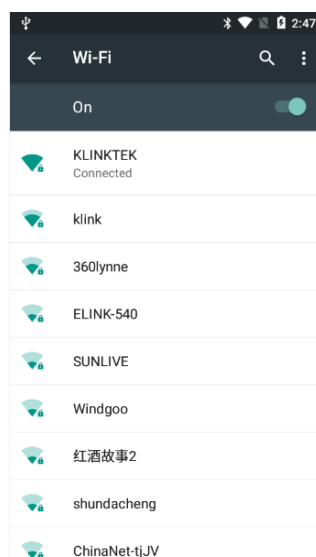 2:47
Wi-Fi
On
KLINKTEK
Connected
klink
360lynne
ELINK-540
SUNLIVE
Windgoo
红酒故事2
shundacheng
ChinaNet-tjJV